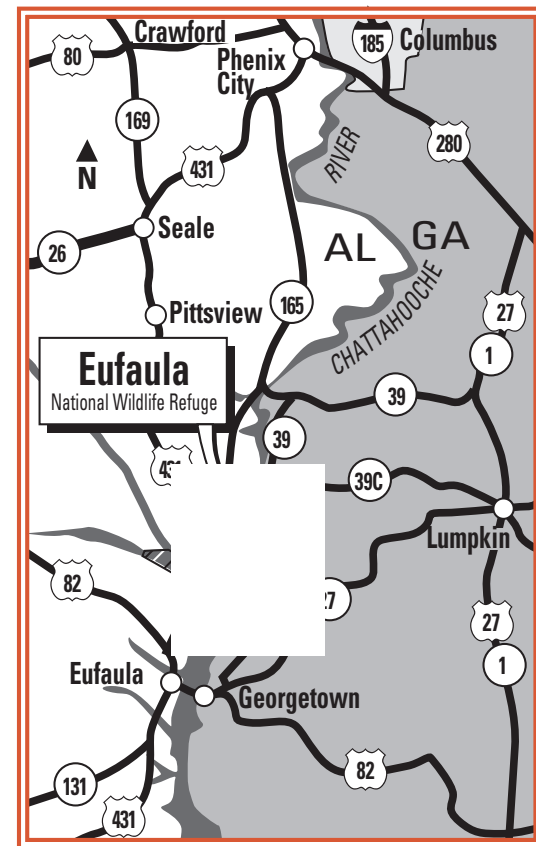 Crawford
185
Columbus
80
Phenix
City
169
280
RIVER
431
N
AL
GA
Seale
26
CHATTAHOOCHE
165
27
Pittsview
1
Eufaula
National Wildlife Refuge
39
39
39C
Lumpkin
82
27
Eufaula
1
Georgetown
82
131
431